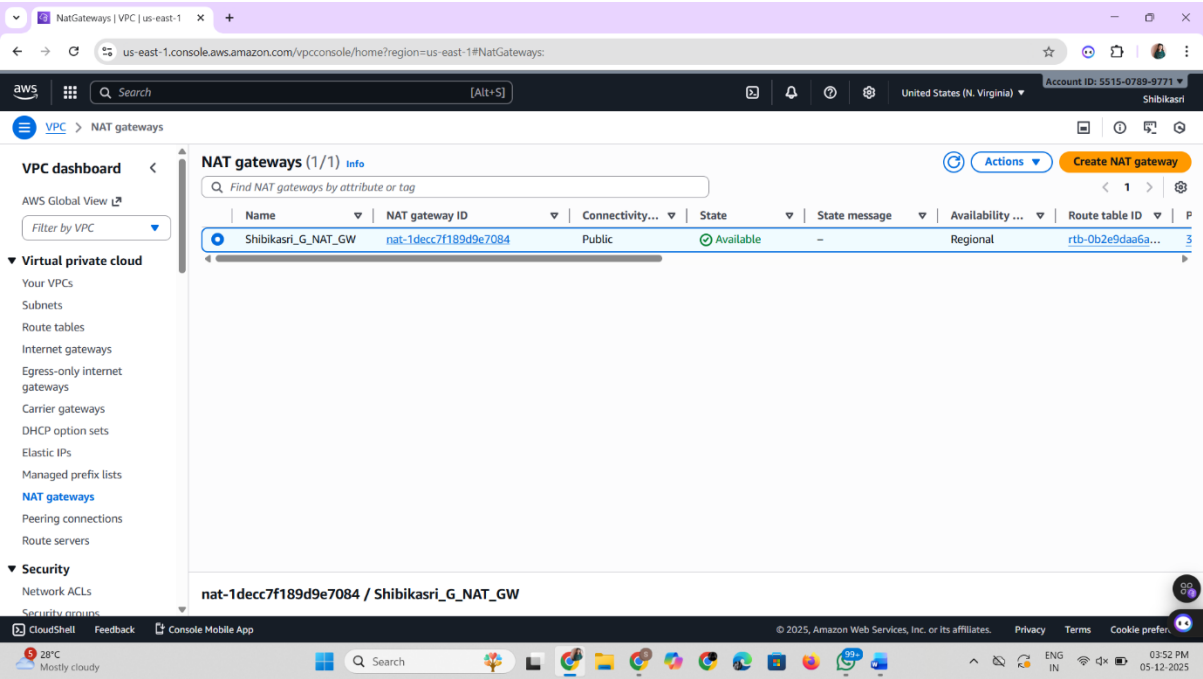 NatGateways | VPC | us-east-1
us-east-1.console.aws.amazon.com/vpcconsole/home?region=us-east-1#NatGateways:
aws Search [Alt+S] United States (N. Virginia) Account ID: 5515-0789-9771
Shibikasri
VPC > NAT gateways
VPC dashboard
AWS Global View
Filter by VPC
Virtual private cloud
Your VPCs
Subnets
Route tables
Internet gateways
Egress-only internet
gateways
Carrier gateways
DHCP option sets
Elastic IPs
Managed prefix lists
NAT gateways
Peering connections
Route servers
Security
Network ACLs
Security groups
NAT gateways (1/1) Info
Actions
Create NAT gateway
Find NAT gateways by attribute or tag
1
Name NAT gateway ID Connectivity... State State message Availability ... Route table ID P
Shibikasri_G_NAT_GW nat-1decc7f189d9e7084 Public Available – Regional rtb-0b2e9daa6a... 3
nat-1decc7f189d9e7084 / Shibikasri_G_NAT_GW
CloudShell Feedback Console Mobile App © 2025, Amazon Web Services, Inc. or its affiliates. Privacy Terms Cookie prefer
5 28°C
Mostly cloudy
Search
99+
ENG
IN
03:52 PM
05-12-2025